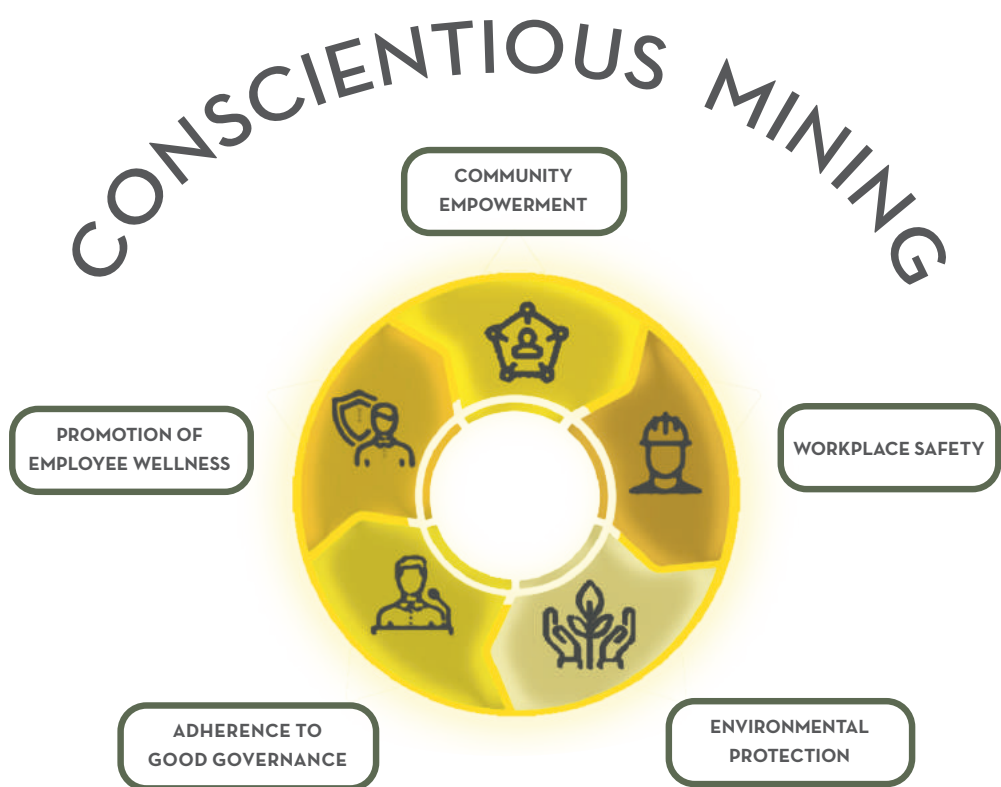 CONSCIENTIOUS MINING
COMMUNITY
EMPOWERMENT
PROMOTION OF
EMPLOYEE WELLNESS
WORKPLACE SAFETY
ADHERENCE TO
GOOD GOVERNANCE
ENVIRONMENTAL
PROTECTION